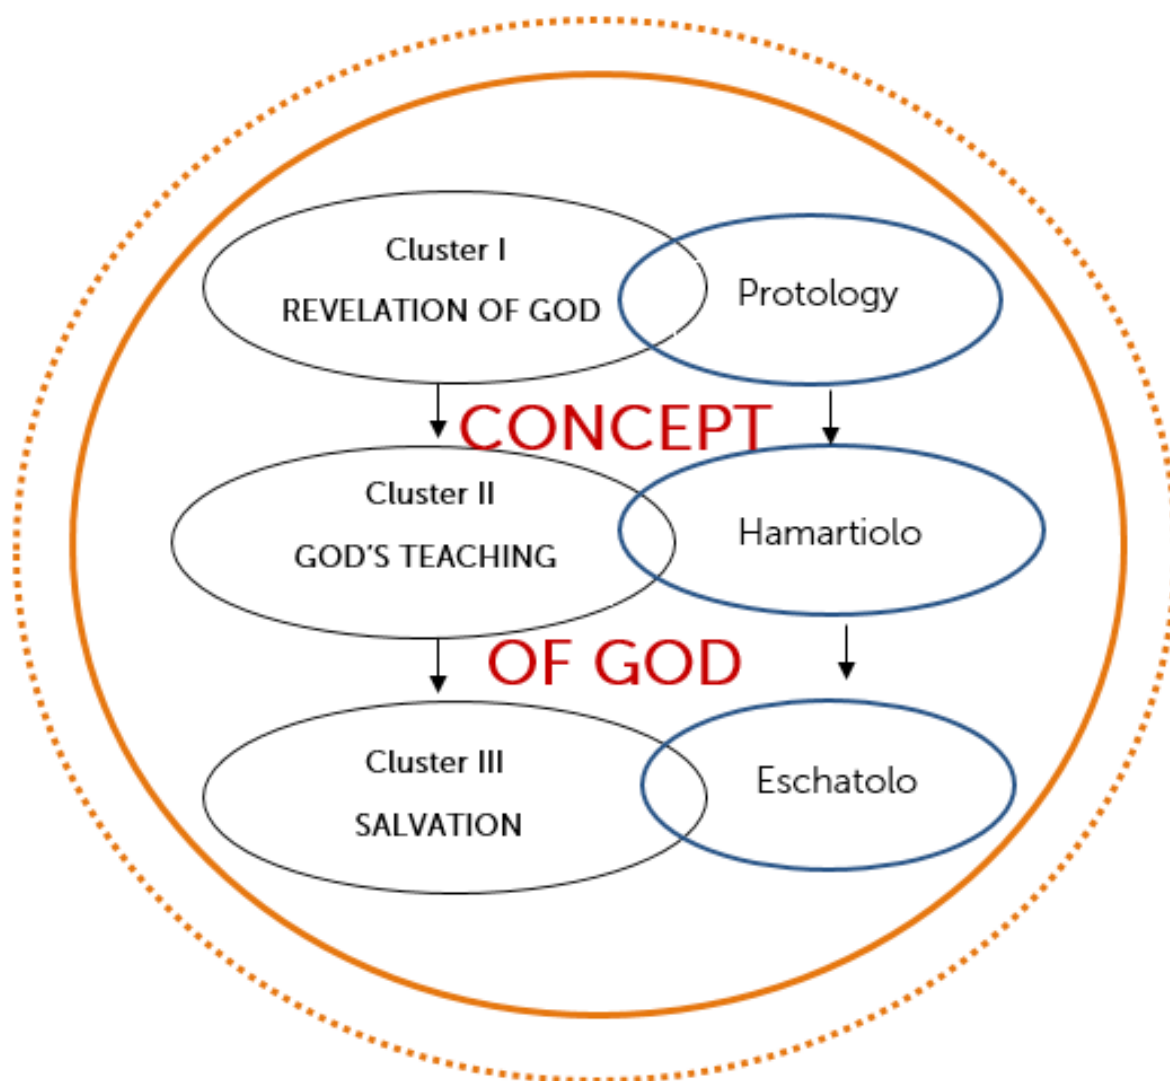 Cluster I
REVELATION OF GOD
Protology
CONCEPT
Cluster II
GOD'S TEACHING
Hamartiolo
OF GOD
Cluster III
SALVATION
Eschatolo